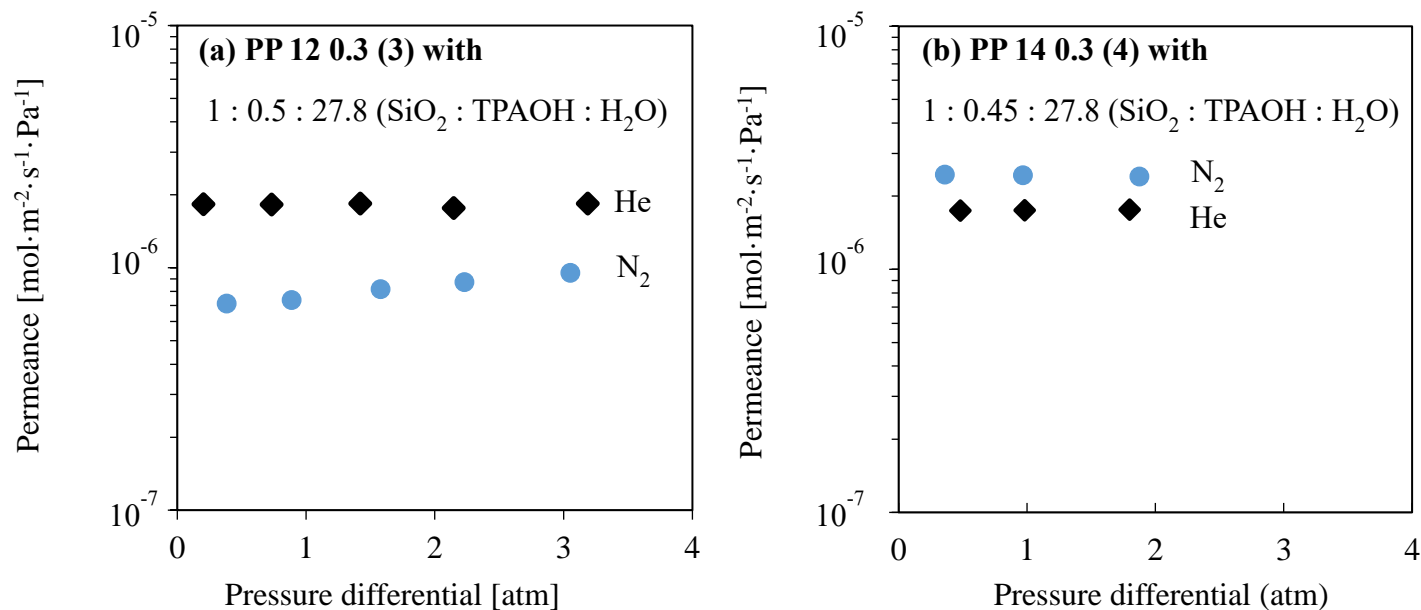 (a) PP 12 0.3 (3) with
1 : 0.5 : 27.8 (SiO₂ : TPAOH : H₂O)
He
N₂
10⁻⁵
10⁻⁶
10⁻⁷
0 1 2 3 4
Permeance [mol·m⁻²·s⁻¹·Pa⁻¹]
Pressure differential [atm]
(b) PP 14 0.3 (4) with
1 : 0.45 : 27.8 (SiO₂ : TPAOH : H₂O)
N₂
He
10⁻⁵
10⁻⁶
10⁻⁷
0 1 2 3 4
Permeance [mol·m⁻²·s⁻¹·Pa⁻¹]
Pressure differential (atm)